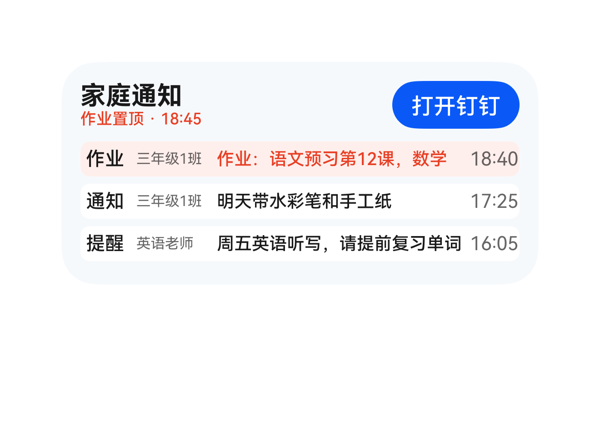 家庭通知
作业置顶 · 18:45
打开钉钉
作业 三年级1班 作业：语文预习第12课，数学 18:40
通知 三年级1班 明天带水彩笔和手工纸 17:25
提醒 英语老师 周五英语听写，请提前复习单词 16:05